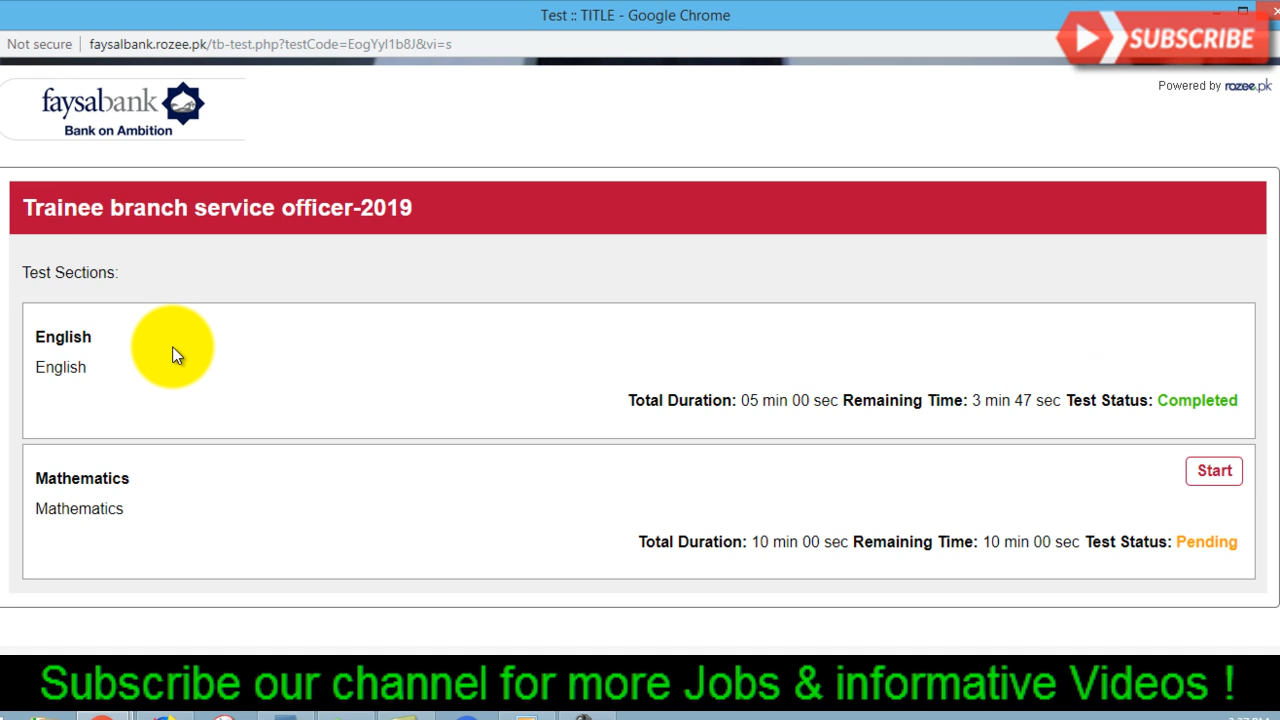 Test :: TITLE - Google Chrome
Not secure faysalbank.rozee.pk/tb-test.php?testCode=EogYyI1b8J&vi=s
SUBSCRIBE
faysabank
Bank on Ambition
Powered by rozee.pk
Trainee branch service officer-2019
Test Sections:
English
English
Total Duration: 05 min 00 sec Remaining Time: 3 min 47 sec Test Status: Completed
Mathematics
Start
Mathematics
Total Duration: 10 min 00 sec Remaining Time: 10 min 00 sec Test Status: Pending
Subscribe our channel for more Jobs & informative Videos !